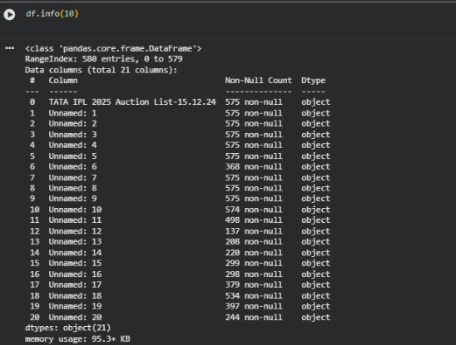 df.info(10)
<class 'pandas.core.frame.DataFrame'>
RangeIndex: 580 entries, 0 to 579
Data columns (total 21 columns):
 #   Column                               Non-Null Count  Dtype
---  ------                               --------------  -----
 0   TATA IPL 2025 Auction List-15.12.24  575 non-null    object
 1   Unnamed: 1                           575 non-null    object
 2   Unnamed: 2                           575 non-null    object
 3   Unnamed: 3                           575 non-null    object
 4   Unnamed: 4                           575 non-null    object
 5   Unnamed: 5                           575 non-null    object
 6   Unnamed: 6                           368 non-null    object
 7   Unnamed: 7                           575 non-null    object
 8   Unnamed: 8                           575 non-null    object
 9   Unnamed: 9                           575 non-null    object
 10  Unnamed: 10                          574 non-null    object
 11  Unnamed: 11                          498 non-null    object
 12  Unnamed: 12                          137 non-null    object
 13  Unnamed: 13                          208 non-null    object
 14  Unnamed: 14                          220 non-null    object
 15  Unnamed: 15                          299 non-null    object
 16  Unnamed: 16                          298 non-null    object
 17  Unnamed: 17                          379 non-null    object
 18  Unnamed: 18                          534 non-null    object
 19  Unnamed: 19                          397 non-null    object
 20  Unnamed: 20                          244 non-null    object
dtypes: object(21)
memory usage: 95.3+ KB